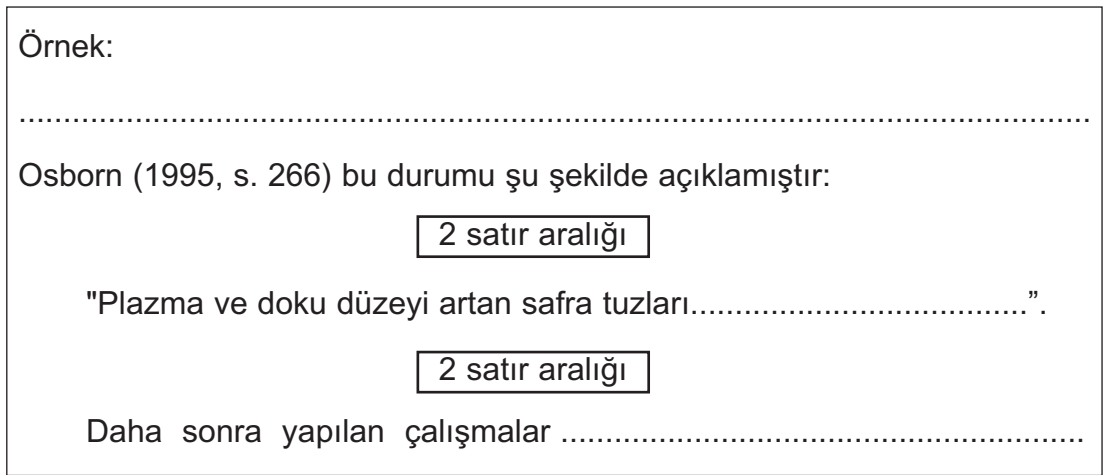 Örnek:
..........................................................................................................................
Osborn (1995, s. 266) bu durumu şu şekilde açıklamıştır:
2 satır aralığı
"Plazma ve doku düzeyi artan safra tuzları......................................”.
2 satır aralığı
Daha sonra yapılan çalışmalar ...........................................................